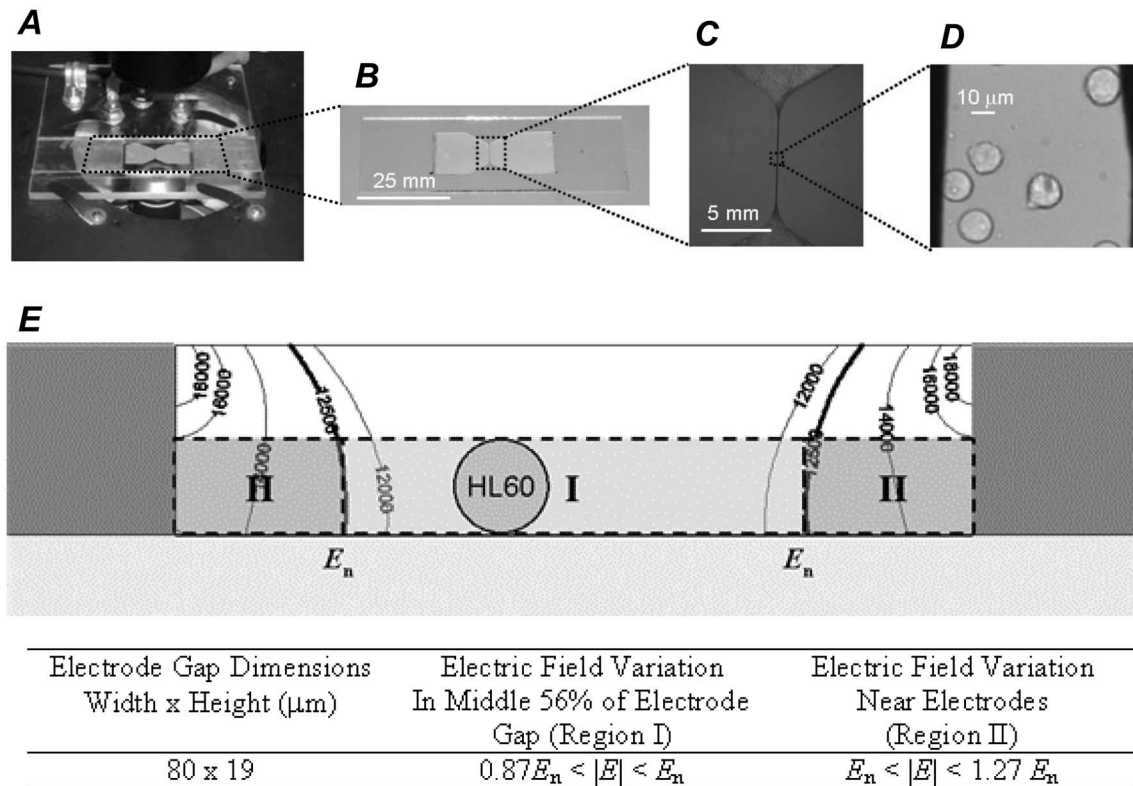 A
B
25 mm
C
5 mm
D
10 μm
E
18000
16000
12500
12000
12000
12000
12500
14000
16000
18000
II
HL60
I
II
En
En
Electrode Gap Dimensions
Width x Height (μm)
Electric Field Variation
In Middle 56% of Electrode
Gap (Region I)
Electric Field Variation
Near Electrodes
(Region II)
80 x 19
0.87En < |E| < En
En < |E| < 1.27 En